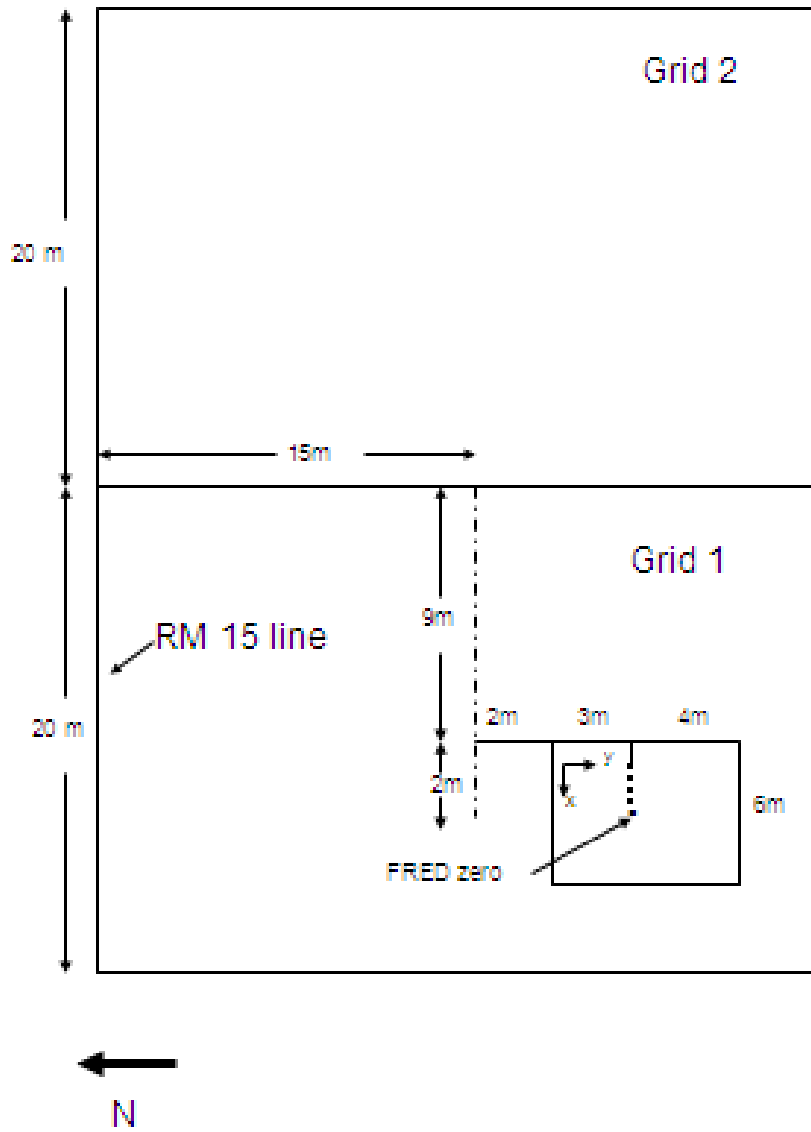 Grid 2
20 m
15m
Grid 1
9m
RM 15 line
2m 3m 4m
20 m
y
2m
x
6m
FRED zero
N